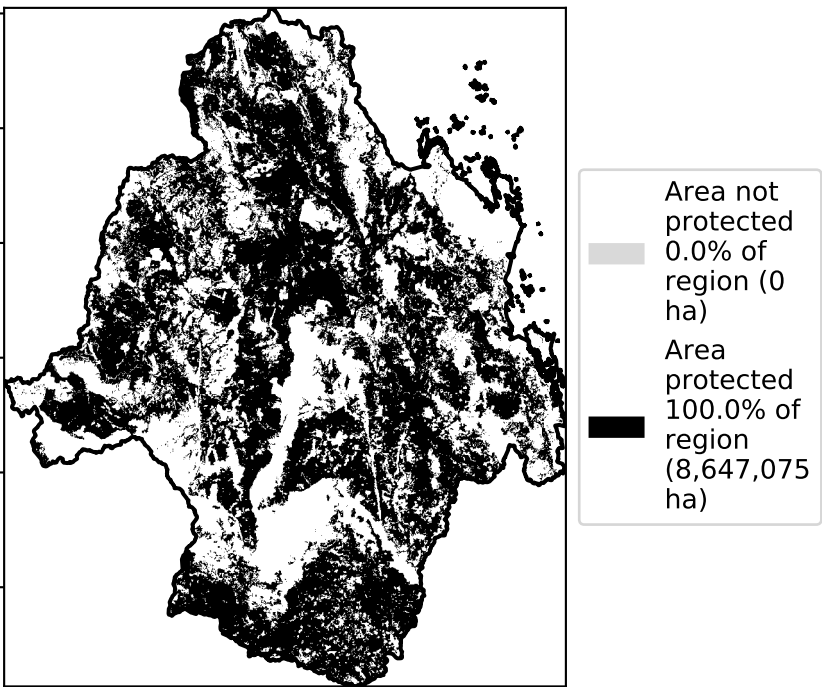 Area not
protected
0.0% of
region (0
ha)
Area
protected
100.0% of
region
(8,647,075
ha)